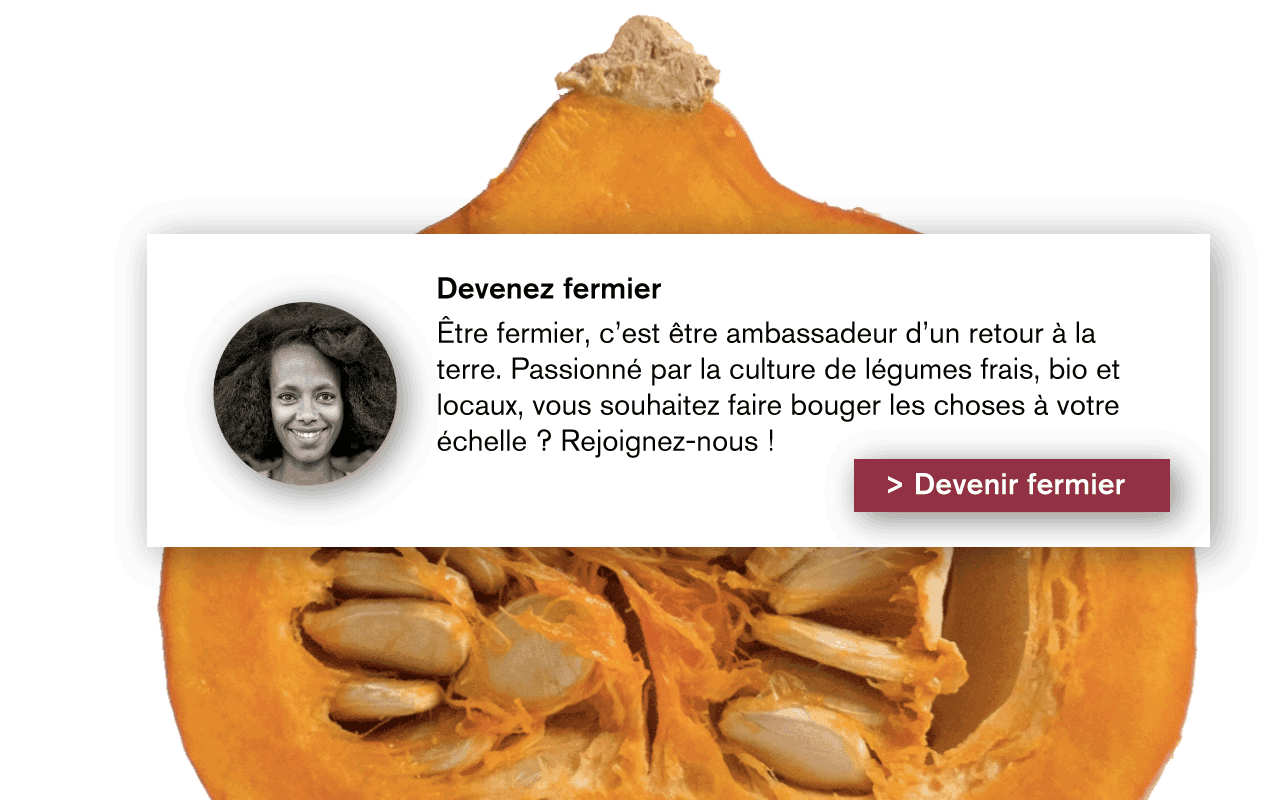 Devenez fermier
Être fermier, c’est être ambassadeur d’un retour à la
terre. Passionné par la culture de légumes frais, bio et
locaux, vous souhaitez faire bouger les choses à votre
échelle ? Rejoignez-nous !
> Devenir fermier